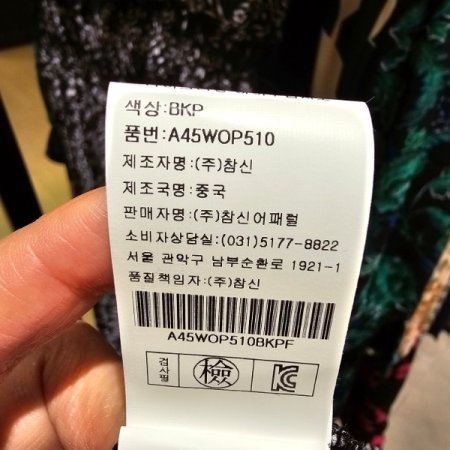 색상:BKP
품번:A45WOP510
제조자명:(주)참신
제조국명:중국
판매자명:(주)참신어패럴
소비자상담실:(031)5177-8822
서울 관악구 남부순환로 1921-1
품질책임자:(주)참신
A45WOP510BKPF
검사필 檢 KC